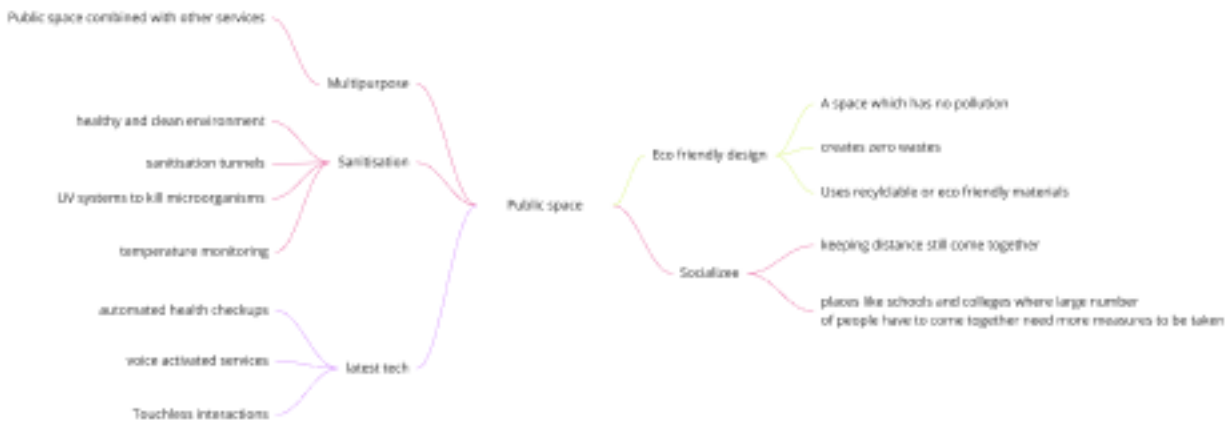 Public space combined with other services
Multipurpose
healthy and clean environment
sanitisation tunnels
Sanitisation
UV systems to kill microorganisms
temperature monitoring
automated health checkups
voice activated services
latest tech
Touchless interactions
Public space
A space which has no pollution
Eco friendly design
creates zero wastes
Uses recylclable or eco friendly materials
keeping distance still come together
Socializee
places like schools and colleges where large number
of people have to come together need more measures to be taken